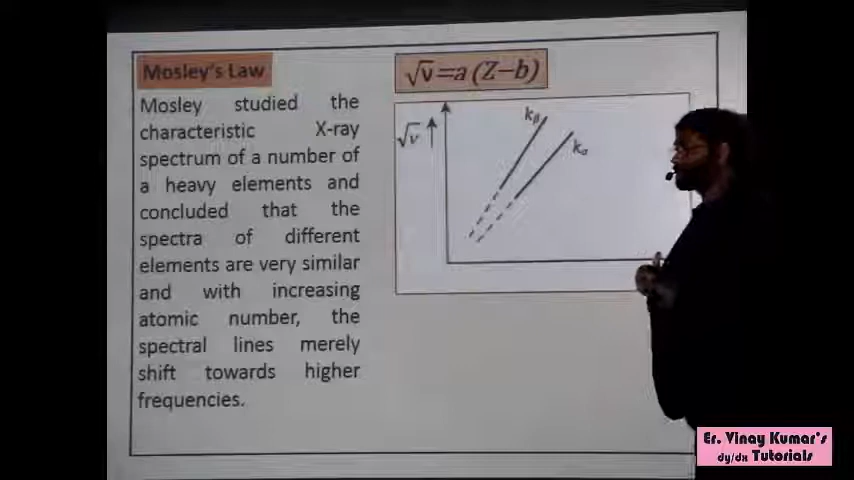 Mosley's Law
Mosley studied the
characteristic X-ray
spectrum of a number of
a heavy elements and
concluded that the
spectra of different
elements are very similar
and with increasing
atomic number, the
spectral lines merely
shift towards higher
frequencies.
√ν=a(Z−b)
√ν
kβ
kα
Er. Vinay Kumar's
dy/dx Tutorials